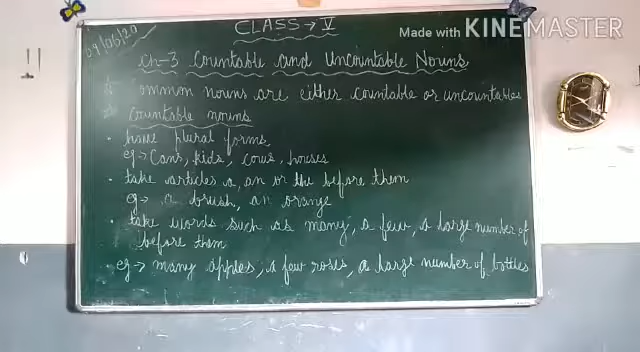 CLASS → V
Made with KINEMASTER
04/06/20
Ch-3 Countable and Uncountable Nouns
Common nouns are either countable or uncountables
Countable nouns
• have plural forms,
eg → Cans, kids, cows, horses
• take articles a, an or the before them
eg → a brush, an orange
• take words such as many, a few, a large number of
before them
eg → many apples, a few roses, a large number of bottles